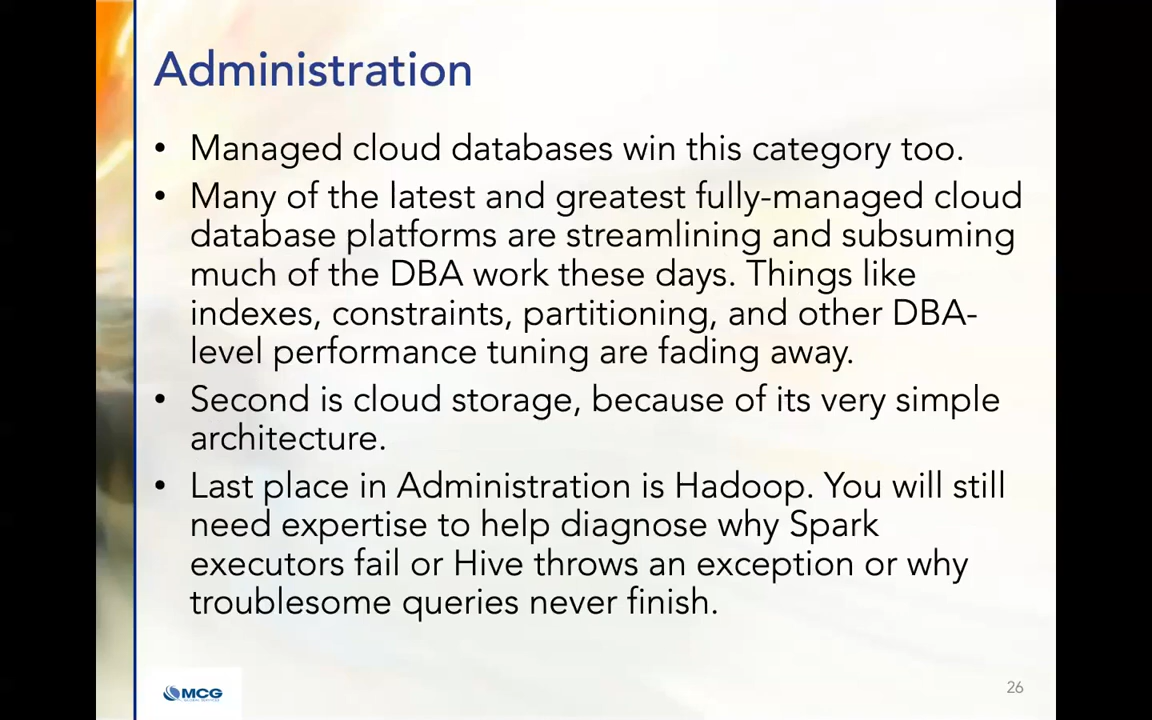 Administration
• Managed cloud databases win this category too.
• Many of the latest and greatest fully-managed cloud
database platforms are streamlining and subsuming
much of the DBA work these days. Things like
indexes, constraints, partitioning, and other DBA-
level performance tuning are fading away.
• Second is cloud storage, because of its very simple
architecture.
• Last place in Administration is Hadoop. You will still
need expertise to help diagnose why Spark
executors fail or Hive throws an exception or why
troublesome queries never finish.
MCG
26